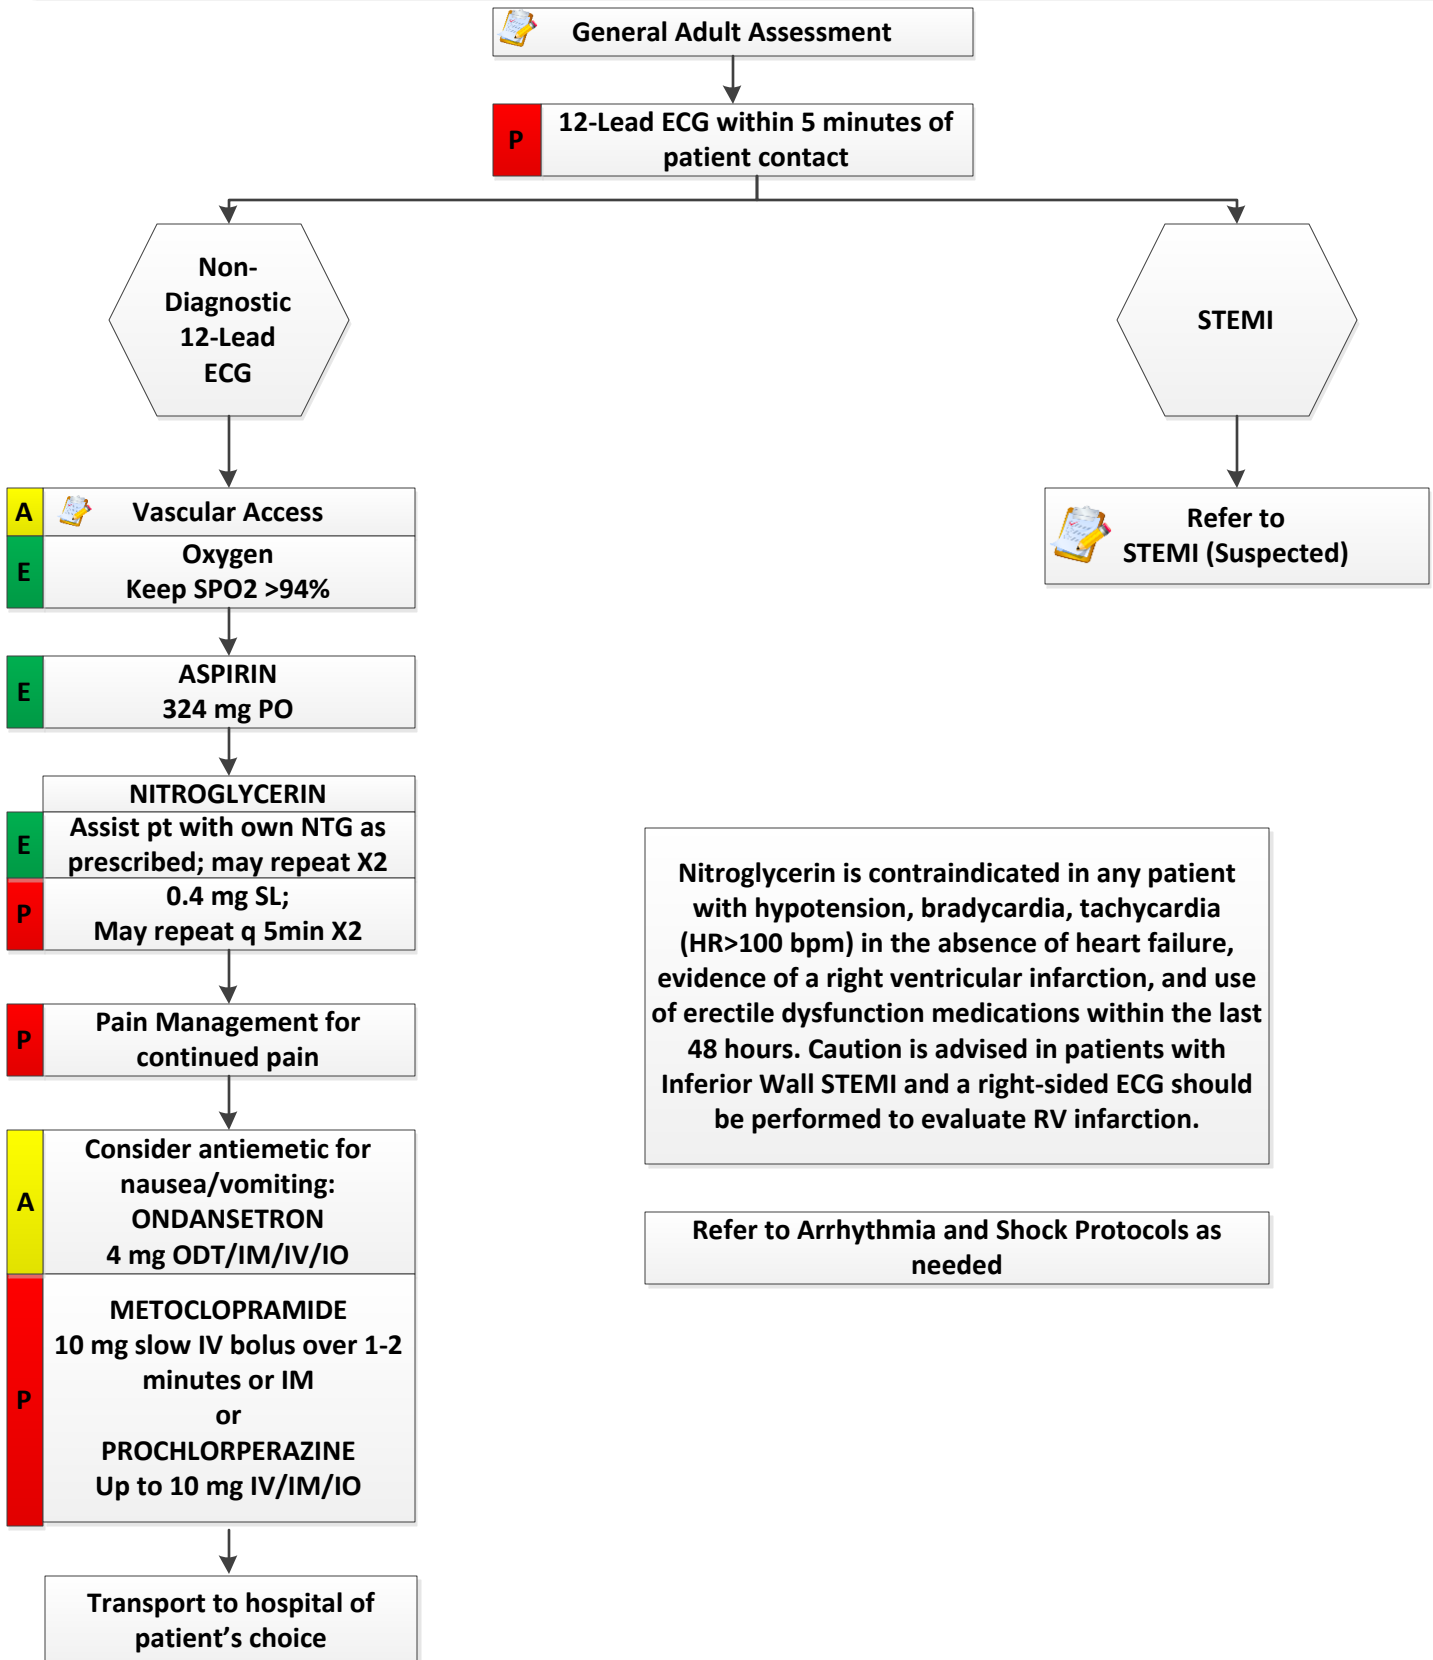 General Adult Assessment
P
12-Lead ECG within 5 minutes of
patient contact
Non-
Diagnostic
12-Lead
ECG
STEMI
A
Vascular Access
E
Oxygen
Keep SPO2 >94%
Refer to
STEMI (Suspected)
E
ASPIRIN
324 mg PO
NITROGLYCERIN
E
Assist pt with own NTG as
prescribed; may repeat X2
P
0.4 mg SL;
May repeat q 5min X2
P
Pain Management for
continued pain
A
Consider antiemetic for
nausea/vomiting:
ONDANSETRON
4 mg ODT/IM/IV/IO
P
METOCLOPRAMIDE
10 mg slow IV bolus over 1-2
minutes or IM
or
PROCHLORPERAZINE
Up to 10 mg IV/IM/IO
Transport to hospital of
patient’s choice
Nitroglycerin is contraindicated in any patient
with hypotension, bradycardia, tachycardia
(HR>100 bpm) in the absence of heart failure,
evidence of a right ventricular infarction, and use
of erectile dysfunction medications within the last
48 hours. Caution is advised in patients with
Inferior Wall STEMI and a right-sided ECG should
be performed to evaluate RV infarction.
Refer to Arrhythmia and Shock Protocols as
needed